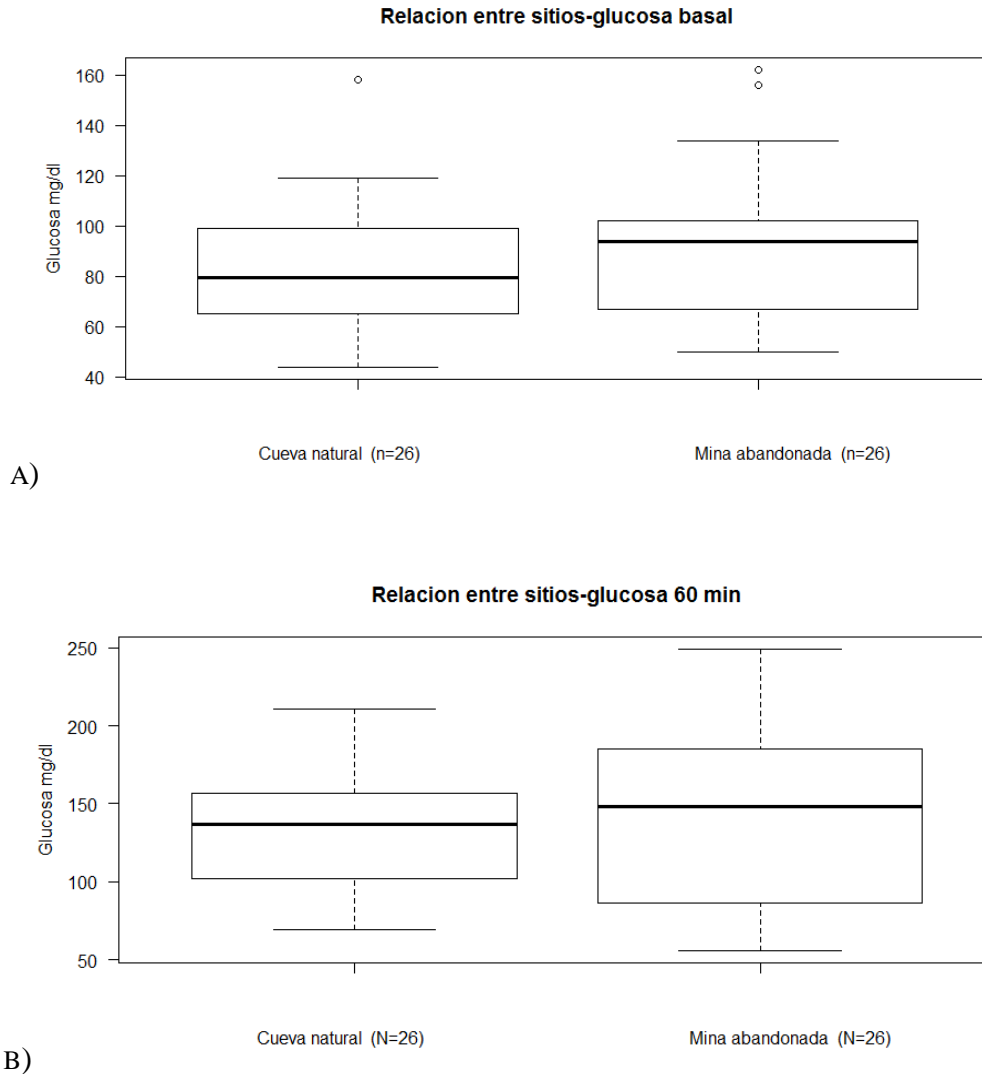 Relacion entre sitios-glucosa basal
160
140
120
100
80
60
40
Glucosa mg/dl
Cueva natural (n=26)
Mina abandonada (n=26)
A)
Relacion entre sitios-glucosa 60 min
250
200
150
100
50
Glucosa mg/dl
Cueva natural (N=26)
Mina abandonada (N=26)
B)